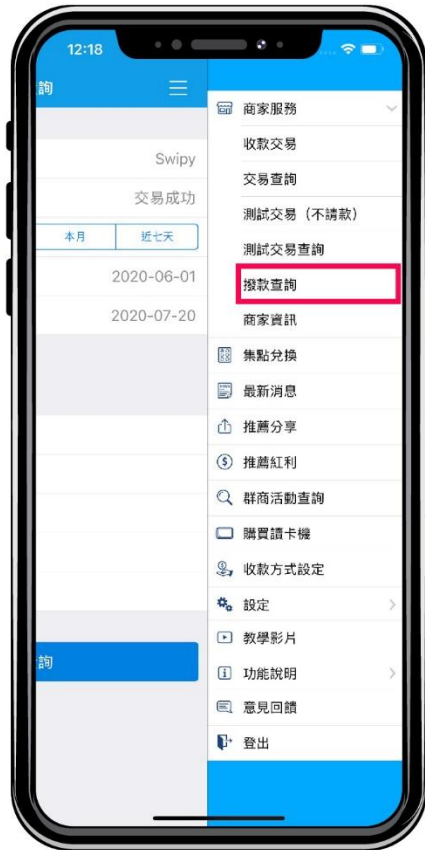 12:18
詢
Swipy
交易成功
本月
近七天
2020-06-01
2020-07-20
詢
商家服務
收款交易
交易查詢
測試交易（不請款）
測試交易查詢
撥款查詢
商家資訊
集點兌換
最新消息
推薦分享
推薦紅利
群商活動查詢
購買讀卡機
收款方式設定
設定
教學影片
功能說明
意見回饋
登出